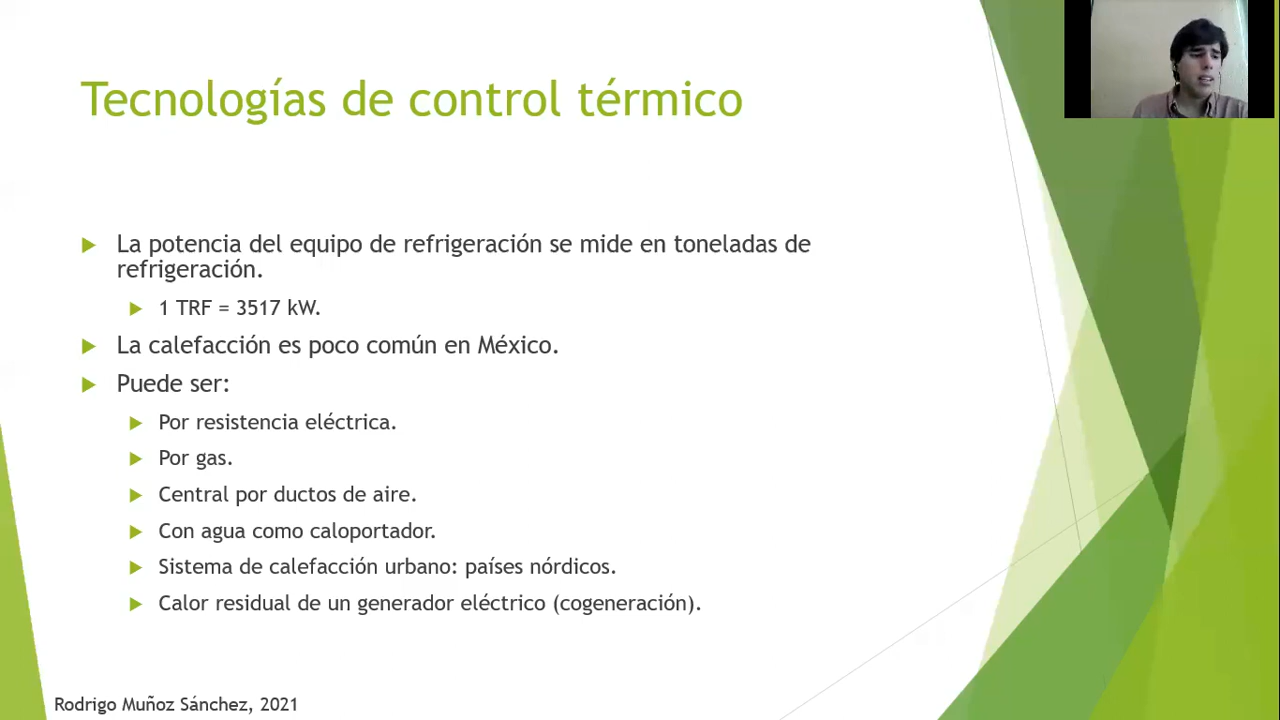 Tecnologías de control térmico
La potencia del equipo de refrigeración se mide en toneladas de
refrigeración.
1 TRF = 3517 kW.
La calefacción es poco común en México.
Puede ser:
Por resistencia eléctrica.
Por gas.
Central por ductos de aire.
Con agua como caloportador.
Sistema de calefacción urbano: países nórdicos.
Calor residual de un generador eléctrico (cogeneración).
Rodrigo Muñoz Sánchez, 2021